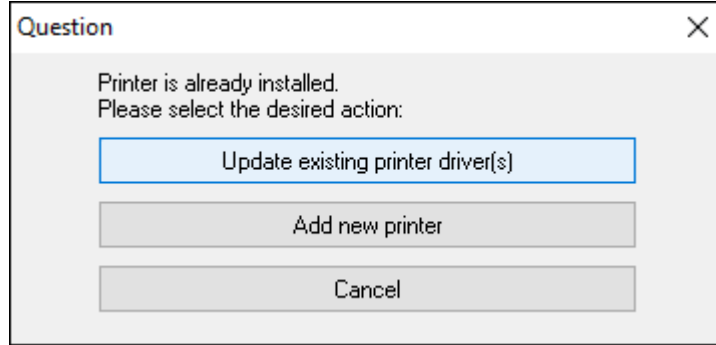 Question
Printer is already installed.
Please select the desired action:
Update existing printer driver(s)
Add new printer
Cancel